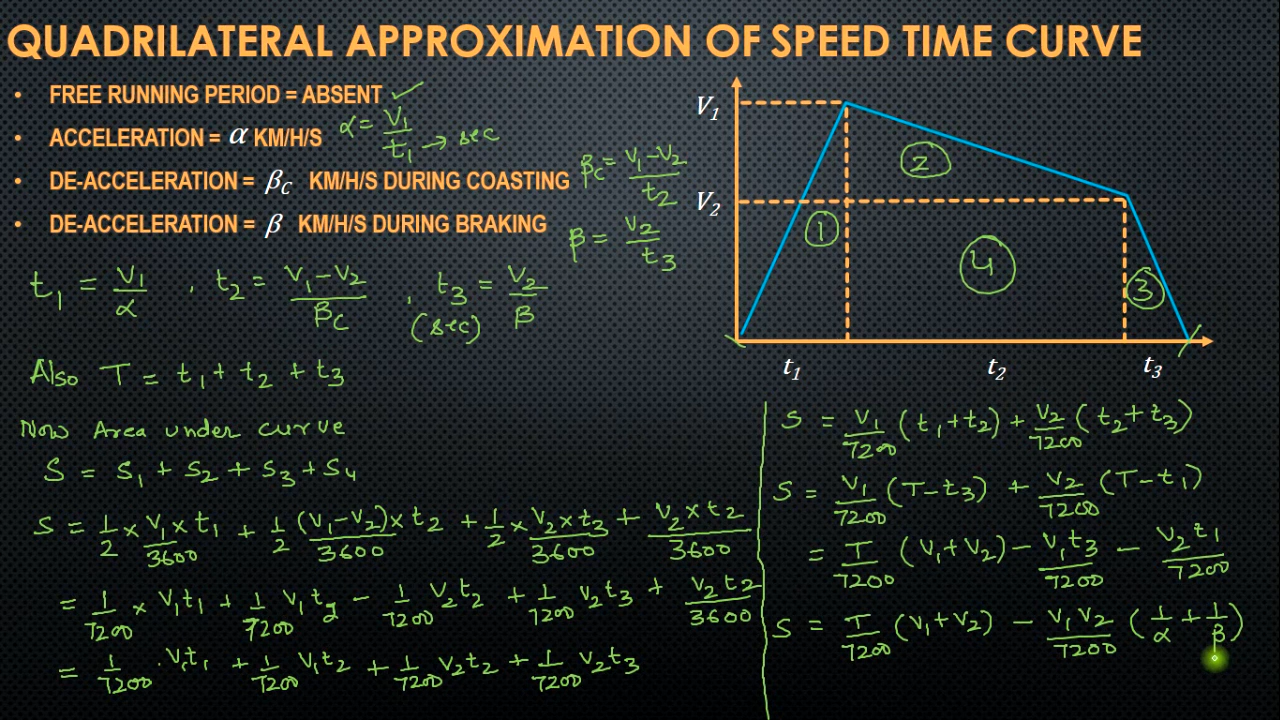 QUADRILATERAL APPROXIMATION OF SPEED TIME CURVE
• FREE RUNNING PERIOD = ABSENT ✓
• ACCELERATION = α KM/H/S α = V₁/t₁ → sec
• DE-ACCELERATION = β_C KM/H/S DURING COASTING β_C = V₁-V₂/t₂
• DE-ACCELERATION = β KM/H/S DURING BRAKING β = V₂/t₃
t₁ = V₁/α , t₂ = V₁-V₂/β_C , t₃ = V₂/β
(sec)
Also T = t₁ + t₂ + t₃
Now Area under curve
S = S₁ + S₂ + S₃ + S₄
S = 1/2 × V₁/3600 × t₁ + 1/2 (V₁-V₂)×t₂/3600 + 1/2 × V₂×t₃/3600 + V₂×t₂/3600
= 1/7200 × V₁t₁ + 1/7200 V₁t₂ - 1/7200 V₂t₂ + 1/7200 V₂t₃ + V₂t₂/3600
= 1/7200 · V₁t₁ + 1/7200 V₁t₂ + 1/7200 V₂t₂ + 1/7200 V₂t₃
V₁
V₂
1
2
3
4
t₁
t₂
t₃
S = V₁/7200 (t₁+t₂) + V₂/7200 (t₂+t₃)
S = V₁/7200 (T-t₃) + V₂/7200 (T-t₁)
= T/7200 (V₁+V₂) - V₁t₃/7200 - V₂t₁/7200
S = T/7200 (V₁+V₂) - V₁V₂/7200 (1/α + 1/β)